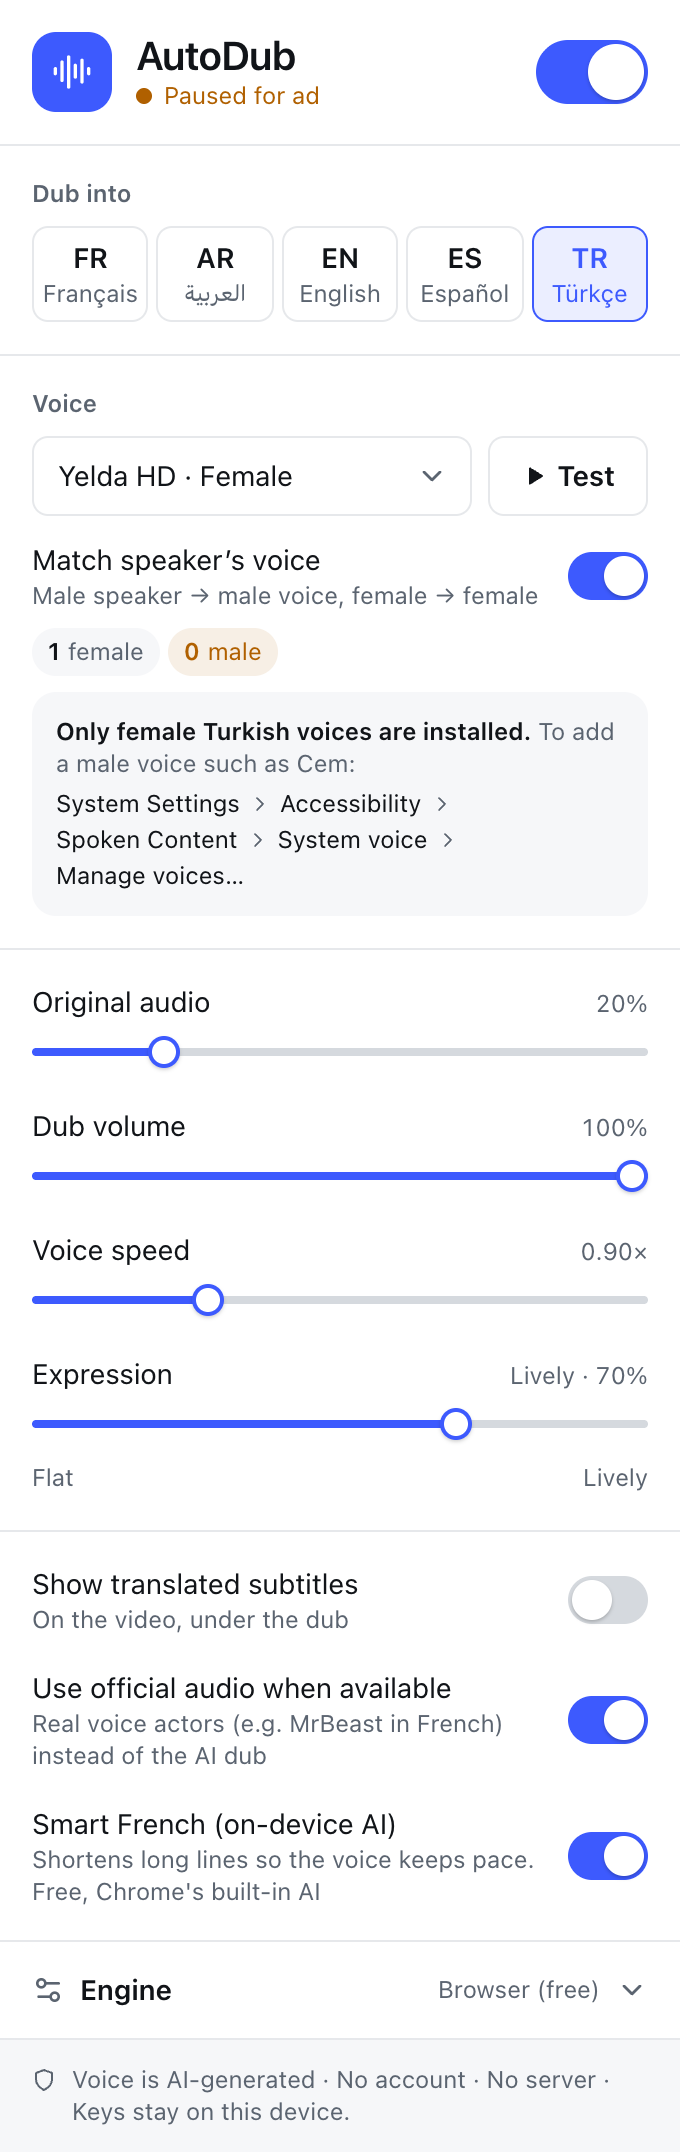 AutoDub
Paused for ad
Dub into
FR
Français
AR
العربية
EN
English
ES
Español
TR
Türkçe
Voice
Yelda HD · Female
Test
Match speaker’s voice
Male speaker → male voice, female → female
1 female
0 male
Only female Turkish voices are installed. To add
a male voice such as Cem:
System Settings > Accessibility >
Spoken Content > System voice >
Manage voices…
Original audio 20%
Dub volume 100%
Voice speed 0.90×
Expression Lively · 70%
Flat Lively
Show translated subtitles
On the video, under the dub
Use official audio when available
Real voice actors (e.g. MrBeast in French)
instead of the AI dub
Smart French (on-device AI)
Shortens long lines so the voice keeps pace.
Free, Chrome's built-in AI
Engine Browser (free)
Voice is AI-generated · No account · No server ·
Keys stay on this device.